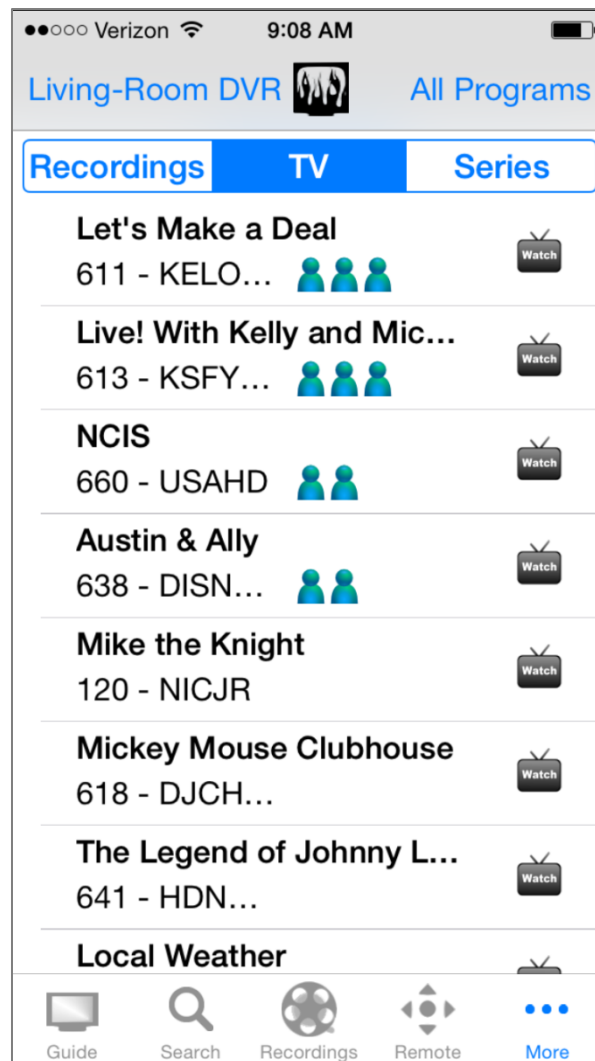 Verizon 9:08 AM
Living-Room DVR All Programs
Recordings TV Series
Let's Make a Deal
611 - KELO...
Watch
Live! With Kelly and Mic...
613 - KSFY...
Watch
NCIS
660 - USAHD
Watch
Austin & Ally
638 - DISN...
Watch
Mike the Knight
120 - NICJR
Watch
Mickey Mouse Clubhouse
618 - DJCH...
Watch
The Legend of Johnny L...
641 - HDN...
Watch
Local Weather
Guide Search Recordings Remote More